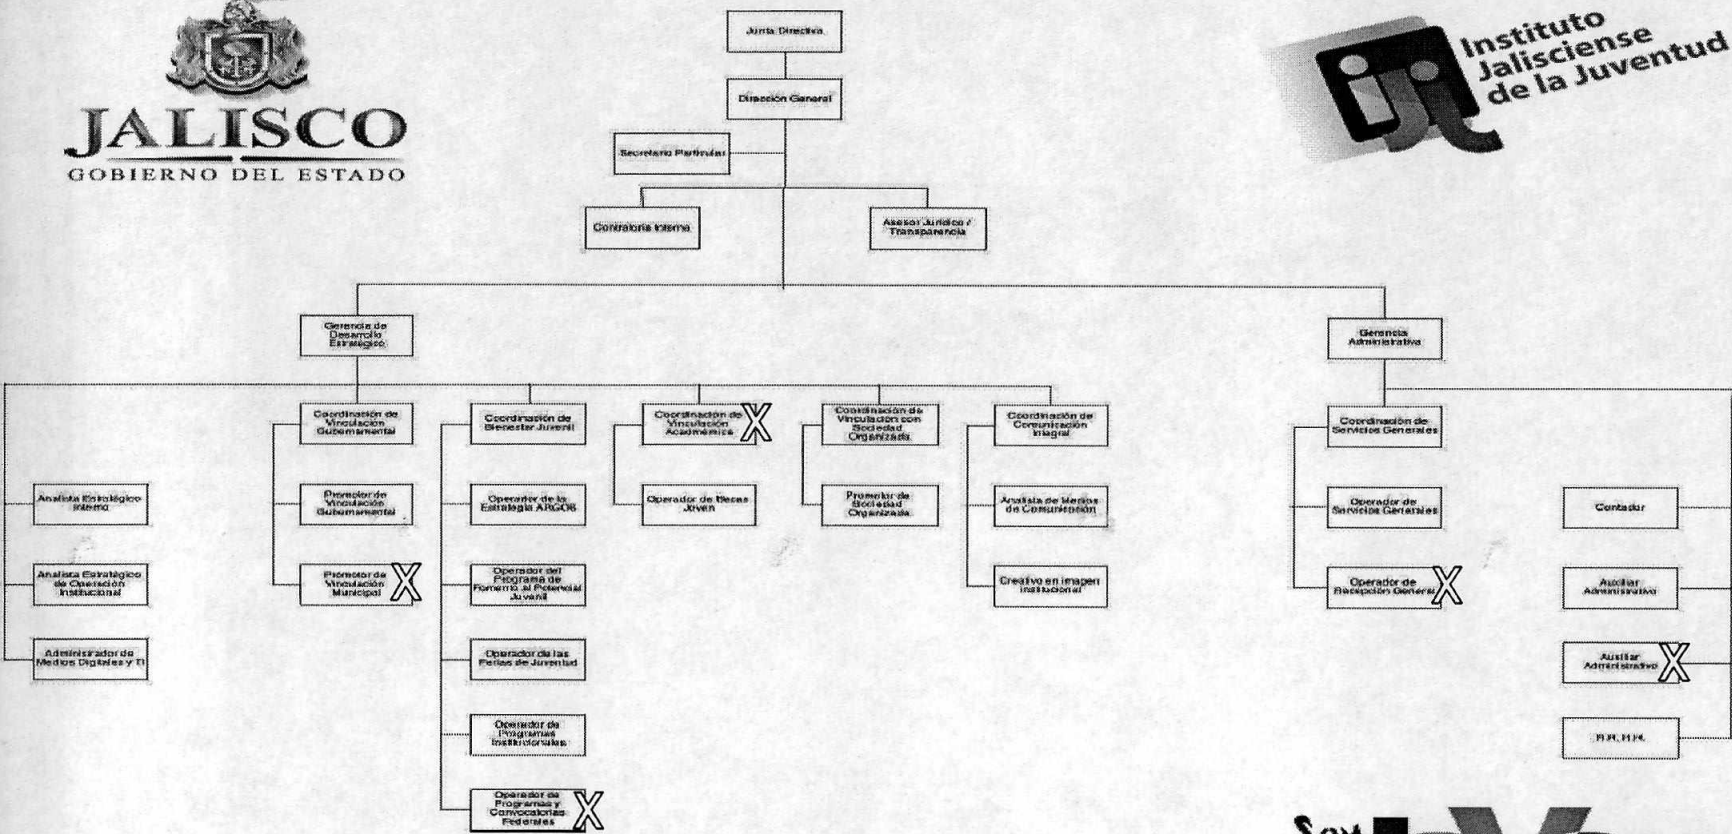 JALISCO
GOBIERNO DEL ESTADO
Instituto
Jalisciense
de la Juventud
Junta Directiva
Dirección General
Secretario Particular
Contraloría Interna
Asesor Jurídico /
Transparencia
Gerencia de
Desarrollo
Estratégico
Gerencia
Administrativa
Coordinación de
Vinculación
Gubernamental
Coordinación de
Bienestar Juvenil
Coordinación de
Vinculación
Académica
X
Coordinación de
Vinculación con
Sociedad
Organizada
Coordinación de
Comunicación
Integral
Coordinación de
Servicios Generales
Analista Estratégico
Interno
Promotor de
Vinculación
Gubernamental
Operador de la
Estrategia ARGOS
Operador de Becas
Joven
Promotor de
Sociedad
Organizada
Analista de Medios
de Comunicación
Operador de
Servicios Generales
Contador
Analista Estratégico
de Operación
Institucional
Promotor de
Vinculación
Municipal
X
Operador del
Programa de
Fomento al Potencial
Juvenil
Creativo en imagen
institucional
Operador de
Recepción General
X
Auxiliar
Administrativo
Administrador de
Medios Digitales y TI
Operador de las
Ferias de Juventud
Auxiliar
Administrativo
X
Operador de
Programas
Institucionales
Operador de
Programas y
Convocatorias
Federales
X
Soy